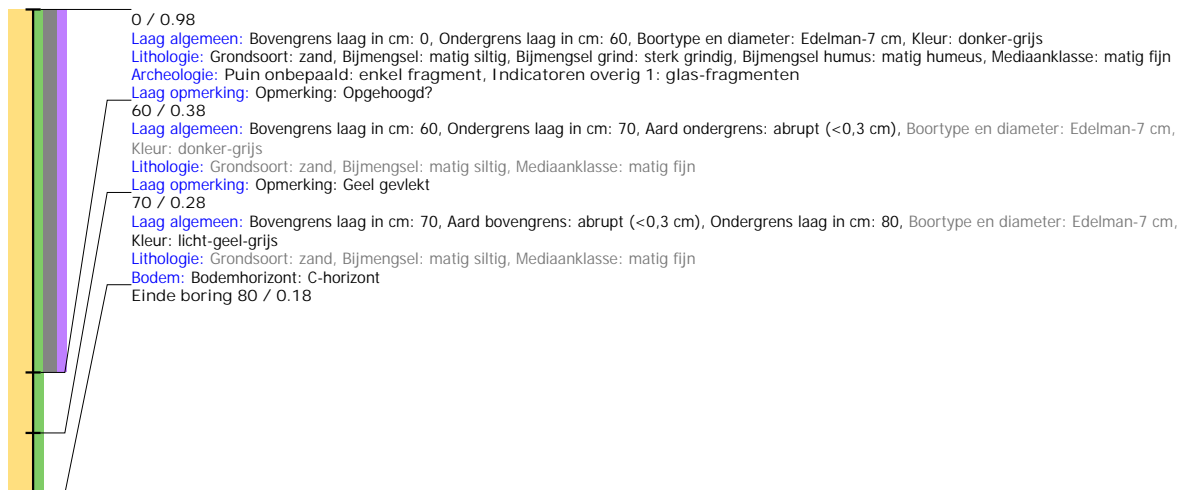 0 / 0.98
Laag algemeen: Bovengrens laag in cm: 0, Ondergrens laag in cm: 60, Boortype en diameter: Edelman-7 cm, Kleur: donker-grijs
Lithologie: Grondsoort: zand, Bijmengsel: matig siltig, Bijmengsel grind: sterk grindig, Bijmengsel humus: matig humeus, Mediaanklasse: matig fijn
Archeologie: Puin onbepaald: enkel fragment, Indicatoren overig 1: glas-fragmenten
Laag opmerking: Opmerking: Opgehoogd?
60 / 0.38
Laag algemeen: Bovengrens laag in cm: 60, Ondergrens laag in cm: 70, Aard ondergrens: abrupt (<0,3 cm), Boortype en diameter: Edelman-7 cm,
Kleur: donker-grijs
Lithologie: Grondsoort: zand, Bijmengsel: matig siltig, Mediaanklasse: matig fijn
Laag opmerking: Opmerking: Geel gevlekt
70 / 0.28
Laag algemeen: Bovengrens laag in cm: 70, Aard bovengrens: abrupt (<0,3 cm), Ondergrens laag in cm: 80, Boortype en diameter: Edelman-7 cm,
Kleur: licht-geel-grijs
Lithologie: Grondsoort: zand, Bijmengsel: matig siltig, Mediaanklasse: matig fijn
Bodem: Bodemhorizont: C-horizont
Einde boring 80 / 0.18